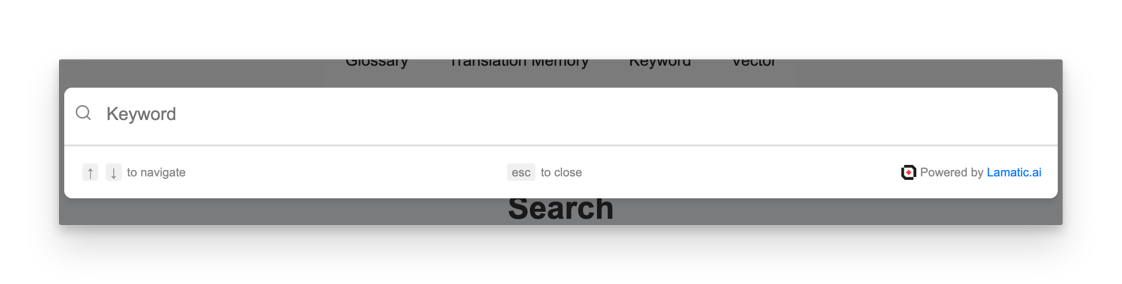 Glossary Translation Memory Keyword Vector
Keyword
↑ ↓ to navigate esc to close Powered by Lamatic.ai
Search